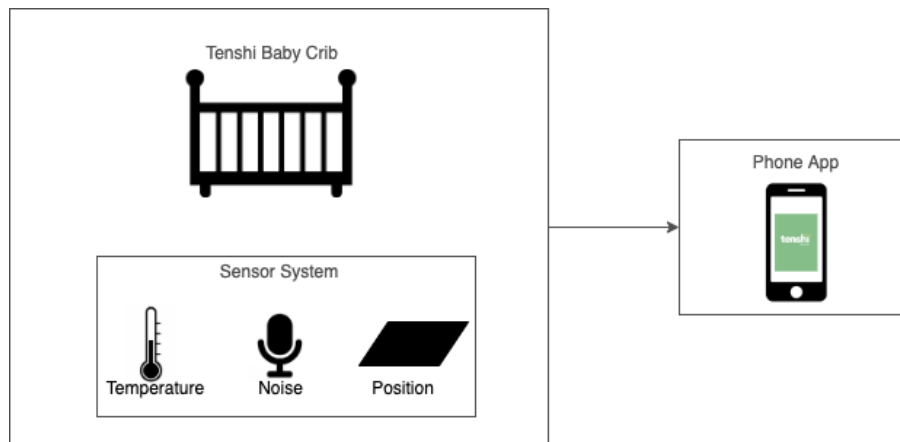 Tenshi Baby Crib
Phone App
tenshi
Sensor System
Temperature
Noise
Position